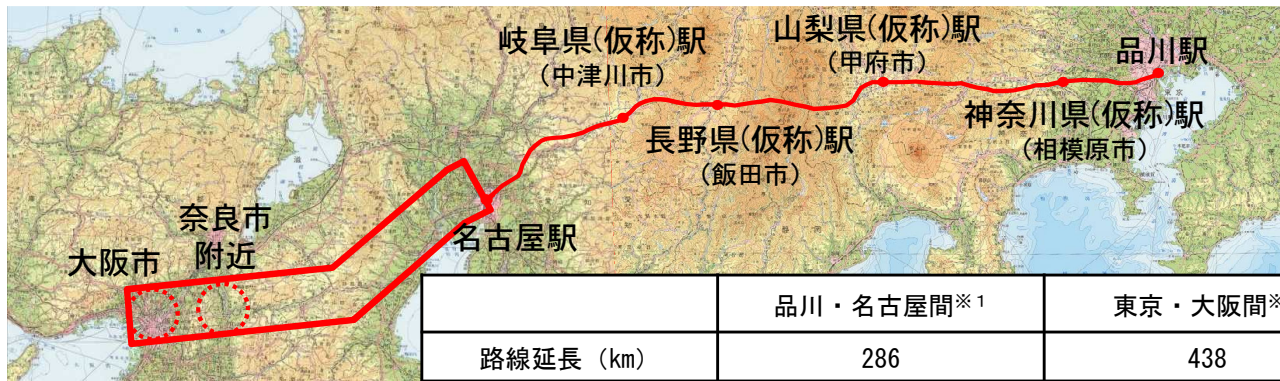 岐阜県(仮称)駅
(中津川市)
山梨県(仮称)駅
(甲府市)
品川駅
長野県(仮称)駅
(飯田市)
神奈川県(仮称)駅
(相模原市)
名古屋駅
奈良市
附近
大阪市
品川・名古屋間※1
東京・大阪間※
路線延長 (km)
286
438